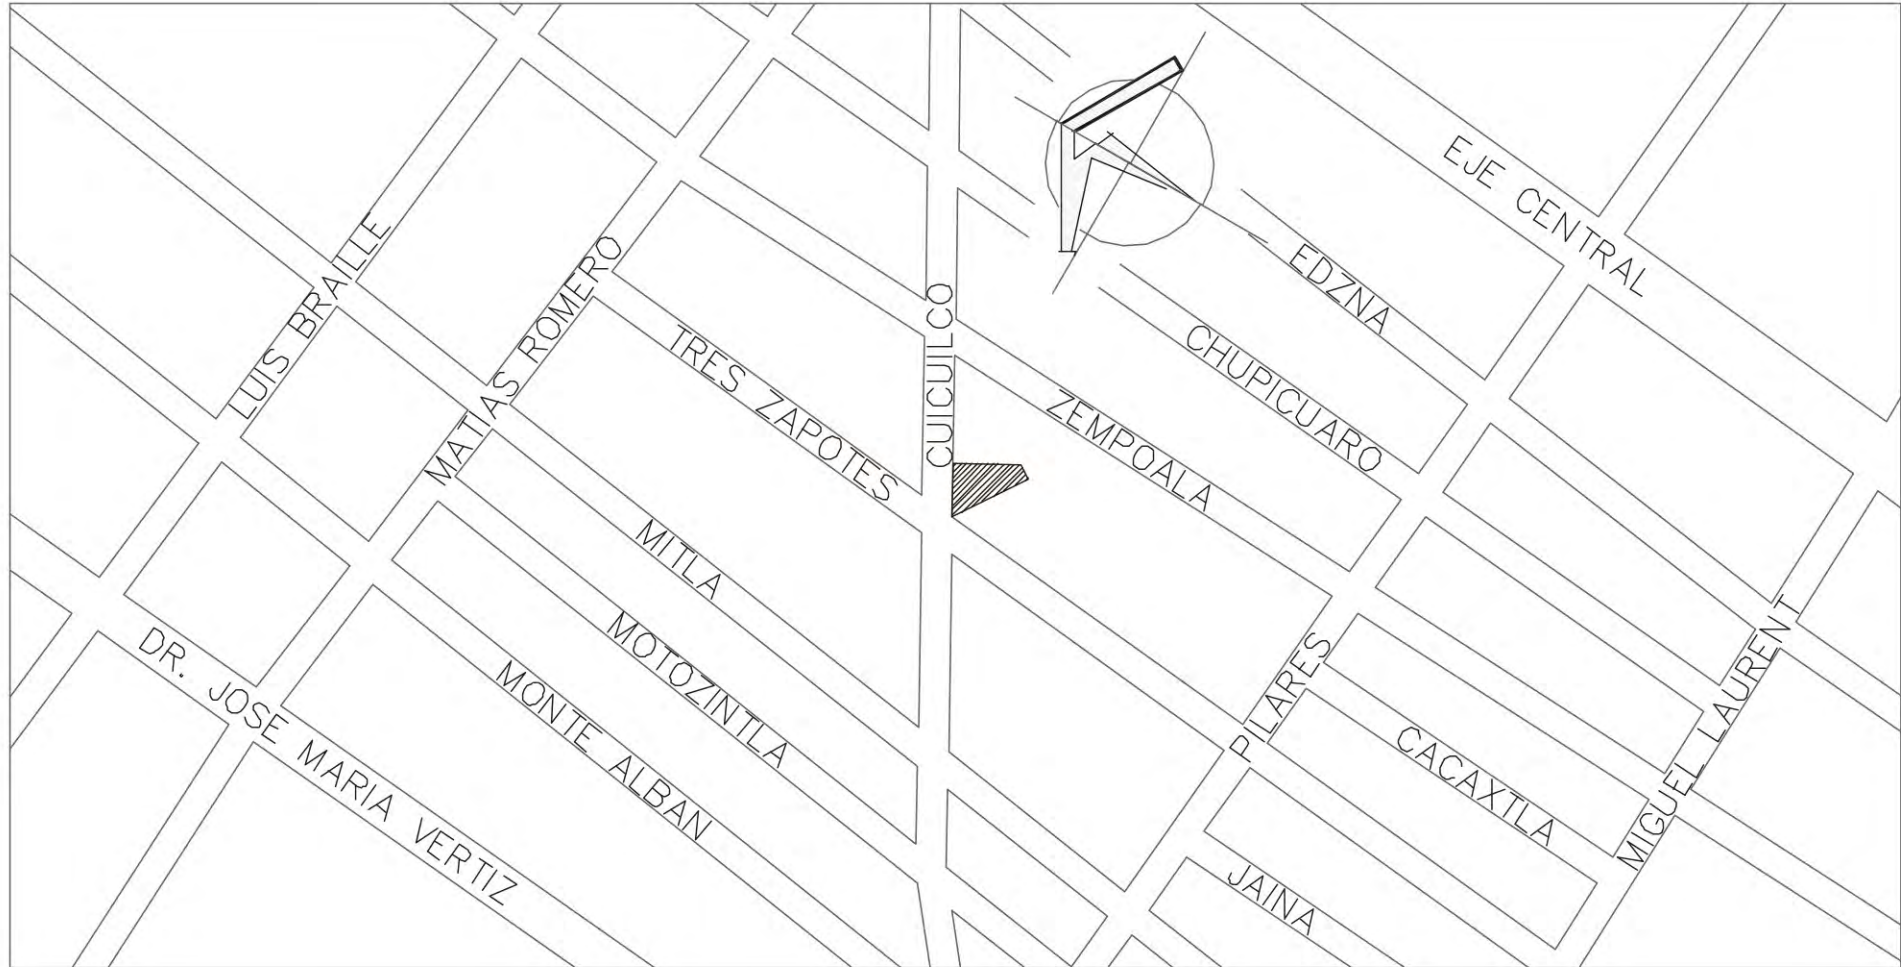 EJE CENTRAL
LUIS BRAILLE
MATIAS ROMERO
EDZNA
CUICUILCO
TRES ZAPOTES
CHUPICUARO
ZEMPOALA
MITLA
MOTOZINTLA
MONTE ALBAN
DR. JOSE MARIA VERTIZ
PILARES
MIGUEL LAURENT
CACAXTLA
JAINA